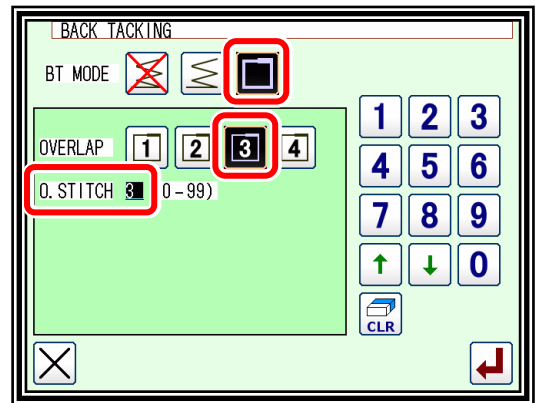 BACK TACKING
BT MODE
OVERLAP 1 2 3 4
O.STITCH 3 0-99)
1 2 3
4 5 6
7 8 9
↑ ↓ 0
CLR